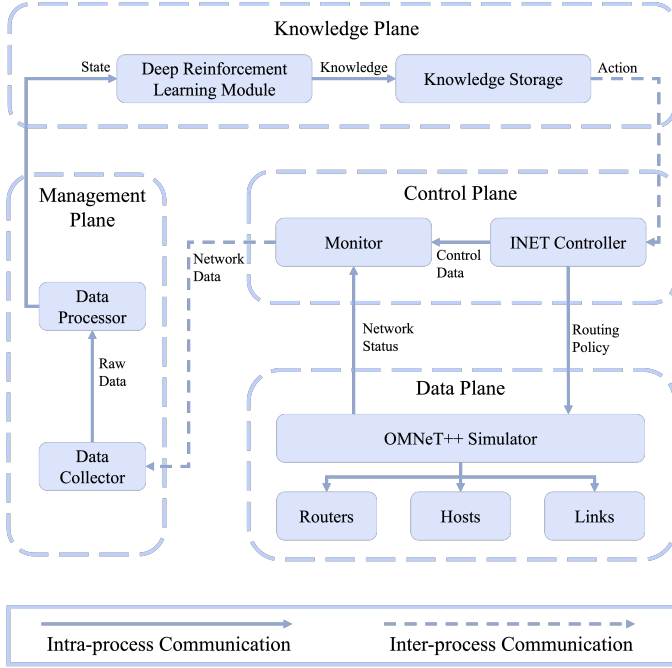 Knowledge Plane
State
Deep Reinforcement
Learning Module
Knowledge
Knowledge Storage
Action
Management
Plane
Control Plane
Monitor
INET Controller
Network
Data
Control
Data
Data
Processor
Network
Status
Routing
Policy
Raw
Data
Data Plane
OMNeT++ Simulator
Data
Collector
Routers
Hosts
Links
Intra-process Communication
Inter-process Communication